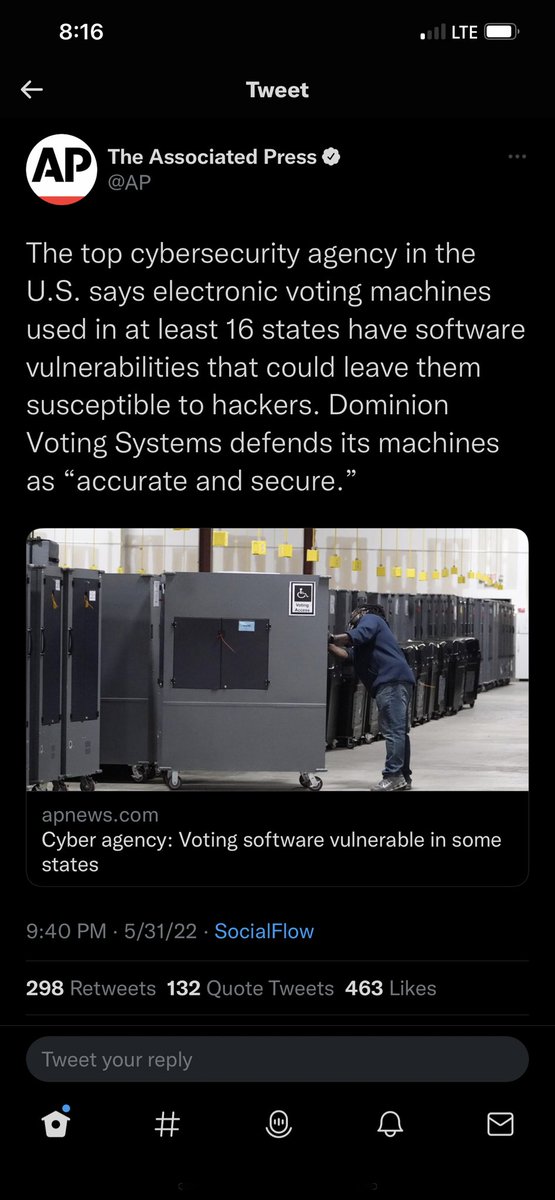 8:16
LTE
Tweet
AP
The Associated Press
@AP
The top cybersecurity agency in the
U.S. says electronic voting machines
used in at least 16 states have software
vulnerabilities that could leave them
susceptible to hackers. Dominion
Voting Systems defends its machines
as “accurate and secure.”
Voting
Access
apnews.com
Cyber agency: Voting software vulnerable in some
states
9:40 PM · 5/31/22 · SocialFlow
298 Retweets 132 Quote Tweets 463 Likes
Tweet your reply